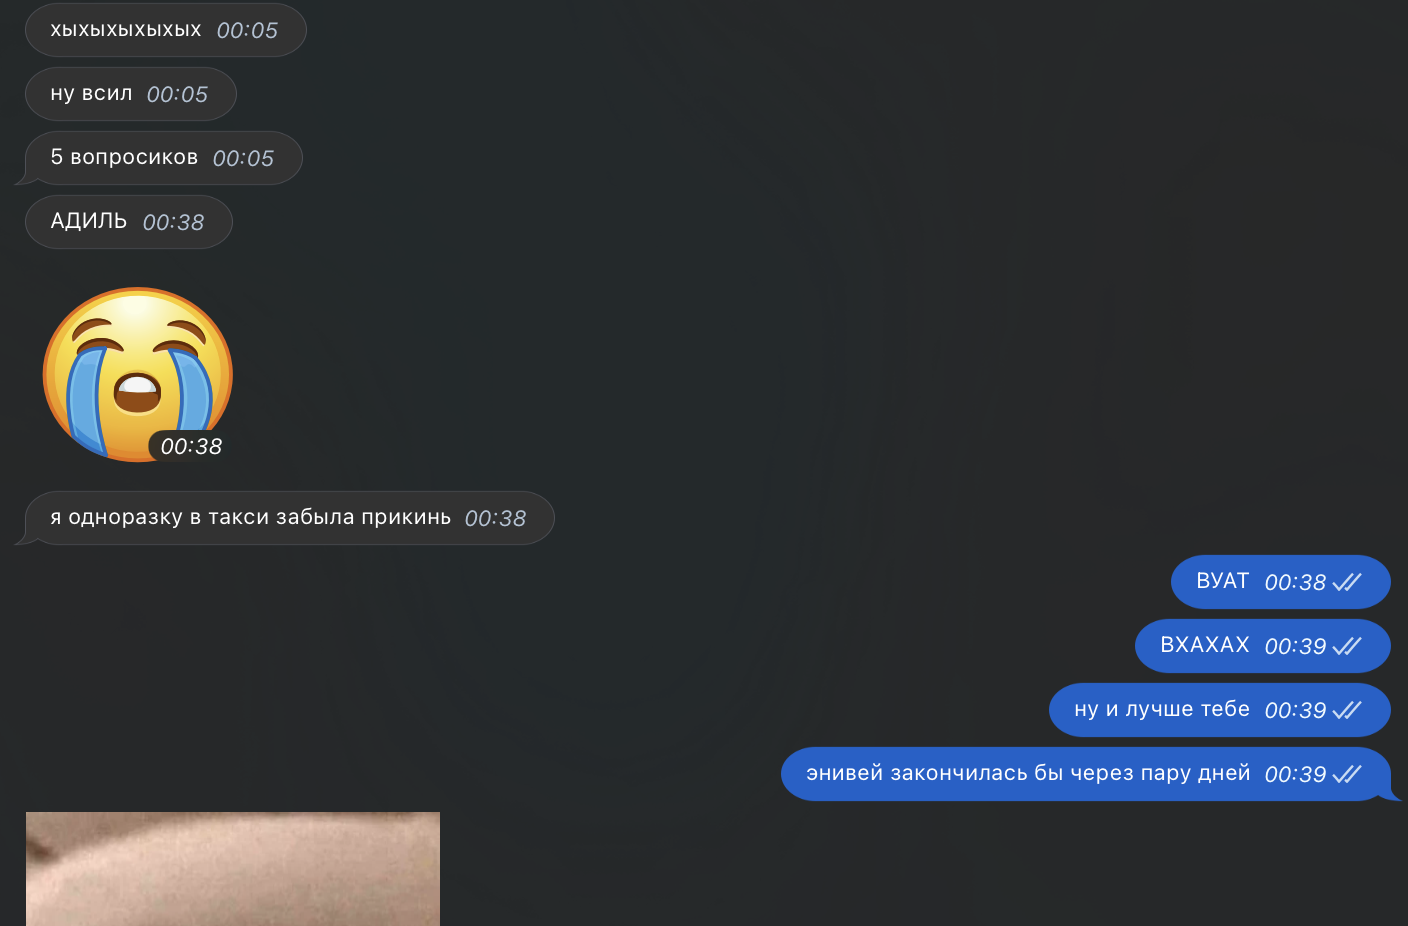 хыхыхыхыхых 00:05
ну всил 00:05
5 вопросиков 00:05
АДИЛЬ 00:38
00:38
я одноразку в такси забыла прикинь 00:38
ВУАТ 00:38
ВХАХАХ 00:39
ну и лучше тебе 00:39
энивей закончилась бы через пару дней 00:39